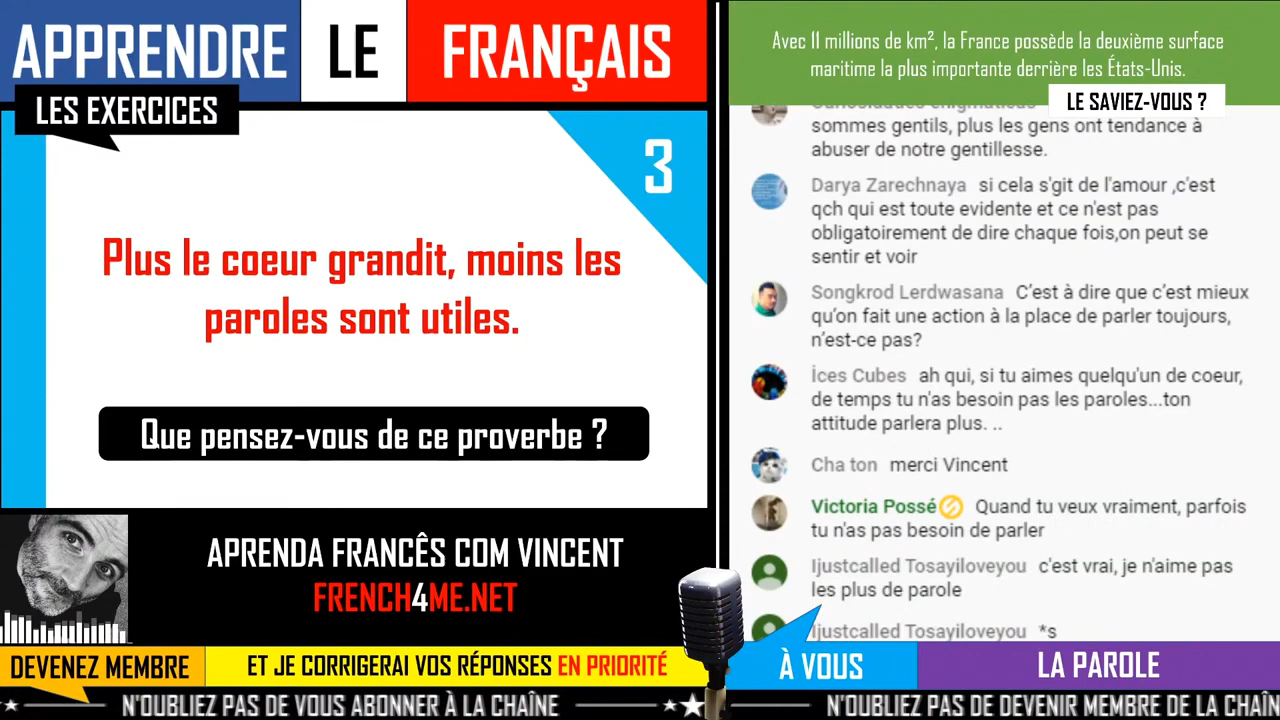 APPRENDRE LE FRANÇAIS
LES EXERCICES
3
Plus le coeur grandit, moins les
paroles sont utiles.
Que pensez-vous de ce proverbe ?
APRENDA FRANCÊS COM VINCENT
FRENCH4ME.NET
DEVENEZ MEMBRE
ET JE CORRIGERAI VOS RÉPONSES EN PRIORITÉ
Avec 11 millions de km², la France possède la deuxième surface
maritime la plus importante derrière les États-Unis.
LE SAVIEZ-VOUS ?
sommes gentils, plus les gens ont tendance à
abuser de notre gentillesse.
Darya Zarechnaya si cela s'git de l'amour ,c'est
qch qui est toute evidente et ce n'est pas
obligatoirement de dire chaque fois,on peut se
sentir et voir
Songkrod Lerdwasana C'est à dire que c'est mieux
qu'on fait une action à la place de parler toujours,
n'est-ce pas?
İces Cubes ah qui, si tu aimes quelqu'un de coeur,
de temps tu n'as besoin pas les paroles...ton
attitude parlera plus. ..
Cha ton merci Vincent
Victoria Possé Quand tu veux vraiment, parfois
tu n'as pas besoin de parler
Ijustcalled Tosayiloveyou c'est vrai, je n'aime pas
les plus de parole
Ijustcalled Tosayiloveyou *s
À VOUS
LA PAROLE
N'OUBLIEZ PAS DE VOUS ABONNER À LA CHAÎNE
N'OUBLIEZ PAS DE DEVENIR MEMBRE DE LA CHAÎN